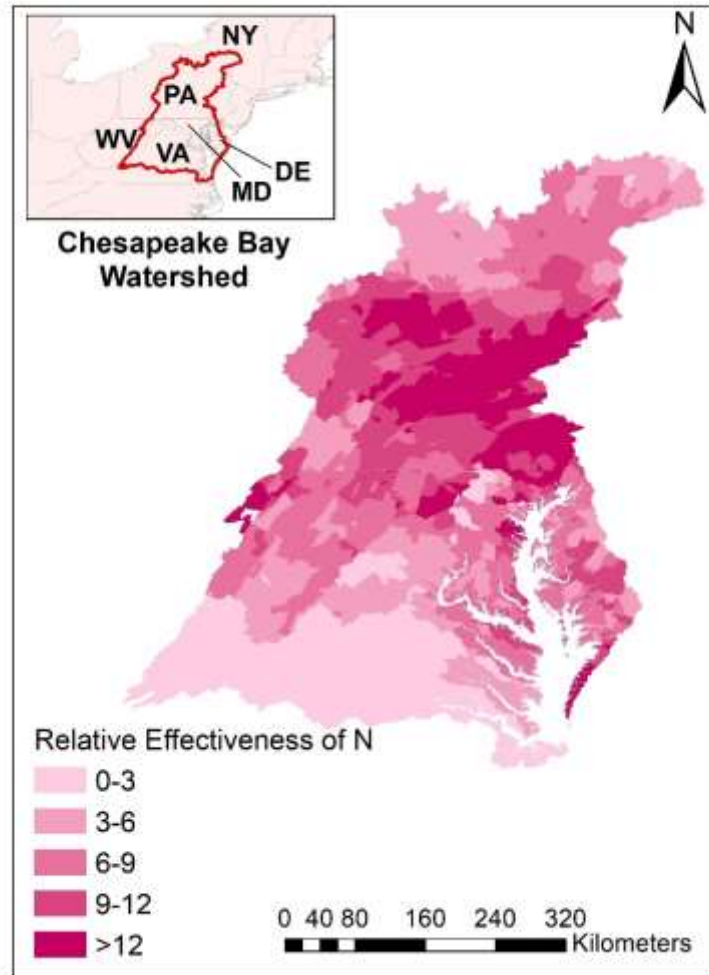 NY
N
PA
WV
VA
DE
MD
Chesapeake Bay
Watershed
Relative Effectiveness of N
0-3
3-6
6-9
9-12
>12
0 40 80 160 240 320
Kilometers